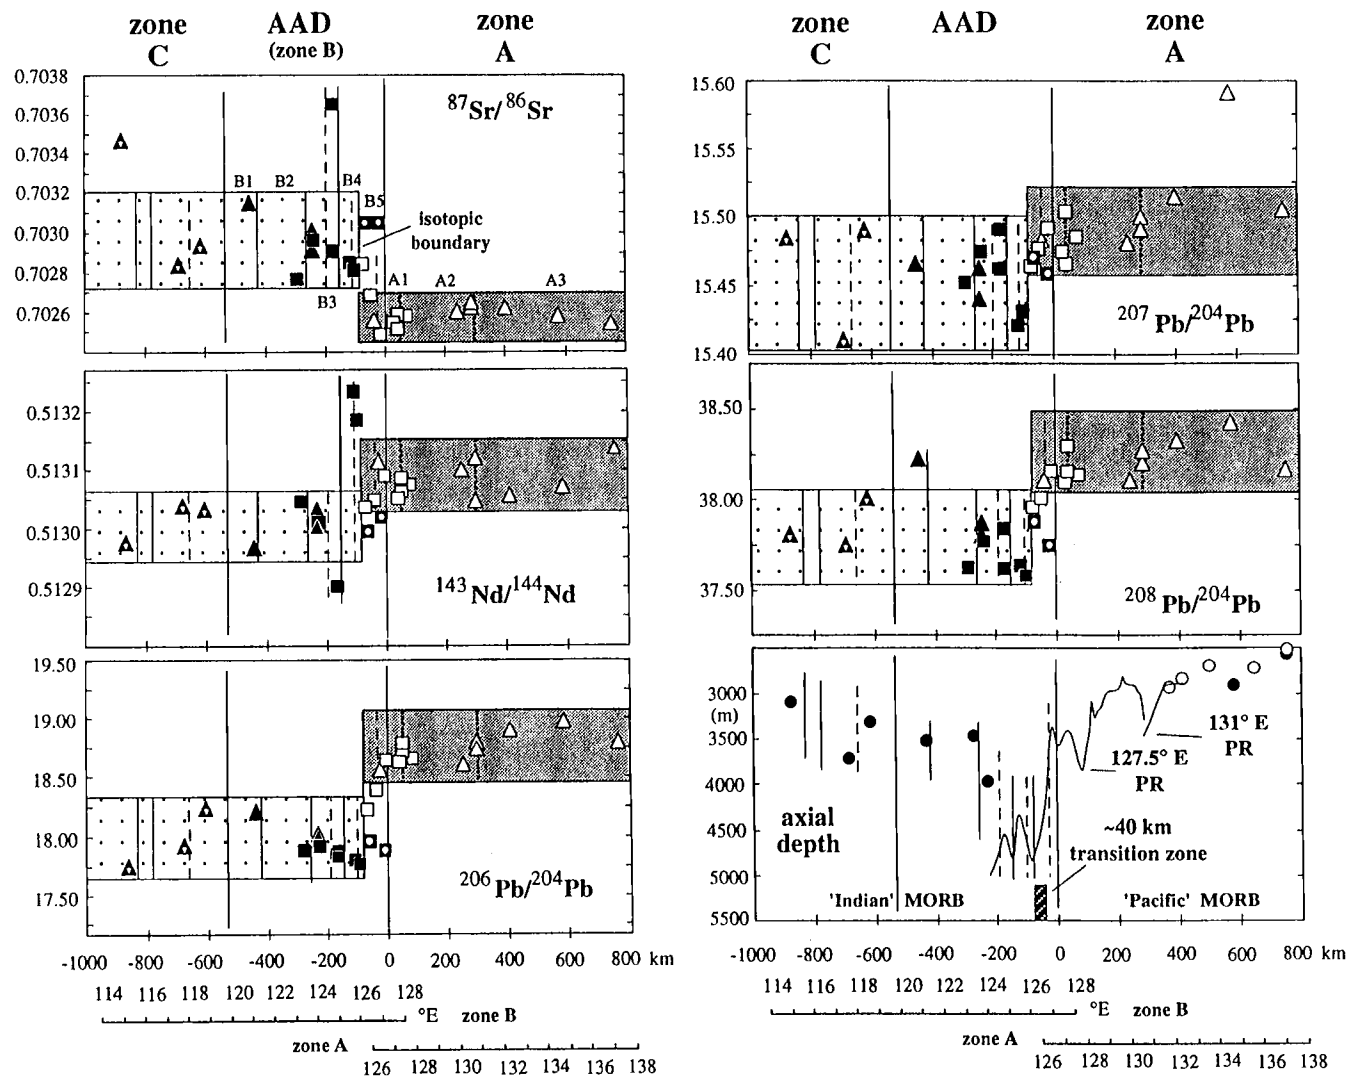 zone
C
AAD
(zone B)
zone
A
0.7038
0.7036
0.7034
0.7032
0.7030
0.7028
0.7026
87Sr/ 86Sr
B1
B2
B4
B5
isotopic
boundary
B3
A1
A2
A3
0.5132
0.5131
0.5130
0.5129
143Nd/144Nd
19.50
19.00
18.50
18.00
17.50
206 Pb/204Pb
-1000
-800
-600
-400
-200
0
200
400
600
800 km
114 116 118 120 122 124 126 128
°E zone B
zone A
126 128 130 132 134 136 138
zone
C
AAD
zone
A
15.60
15.55
15.50
15.45
15.40
207 Pb/204Pb
38.50
38.00
37.50
208 Pb/204Pb
3000
(m)
3500
4000
4500
5000
5500
axial
depth
131° E
PR
127.5° E
PR
~40 km
transition zone
'Indian' MORB
'Pacific' MORB
-1000
-800
-600
-400
-200
0
200
400
600
800 km
114 116 118 120 122 124 126 128
°E zone B
zone A
126 128 130 132 134 136 138